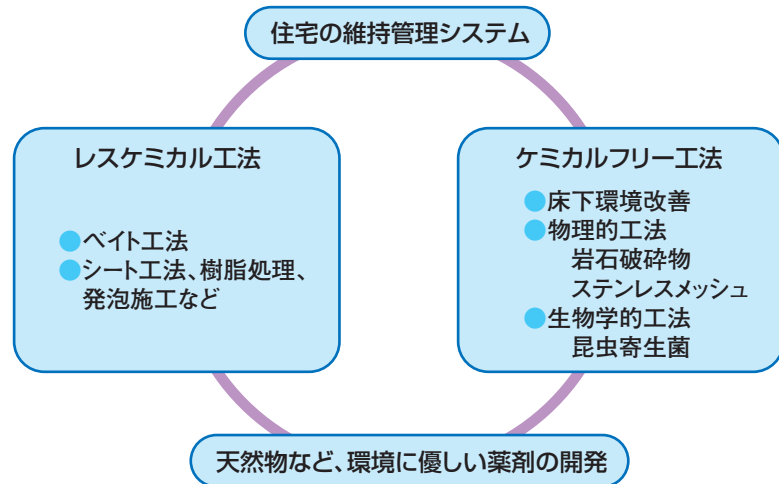 住宅の維持管理システム
レスケミカル工法
●ベイト工法
●シート工法、樹脂処理、
発泡施工など
ケミカルフリー工法
●床下環境改善
●物理的工法
岩石破砕物
ステンレスメッシュ
●生物学的工法
昆虫寄生菌
天然物など、環境に優しい薬剤の開発